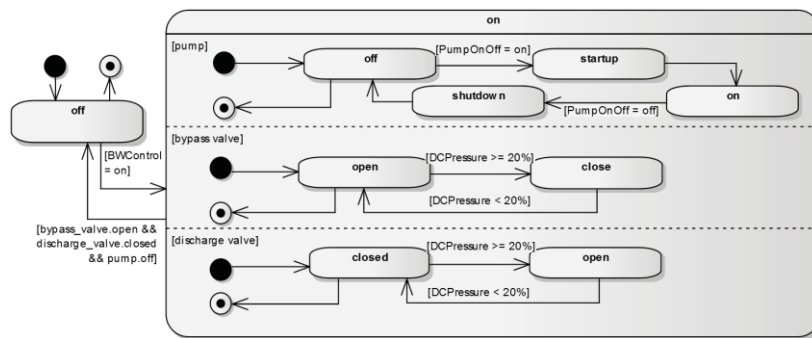 on
[pump]
off
[PumpOnOff = on]
startup
shutdown
[PumpOnOff = off]
on
off
[BWControl
= on]
[bypass_valve.open &&
discharge_valve.closed
&& pump.off]
[bypass valve]
open
[DCPressure >= 20%]
close
[DCPressure < 20%]
[discharge valve]
closed
[DCPressure >= 20%]
open
[DCPressure < 20%]